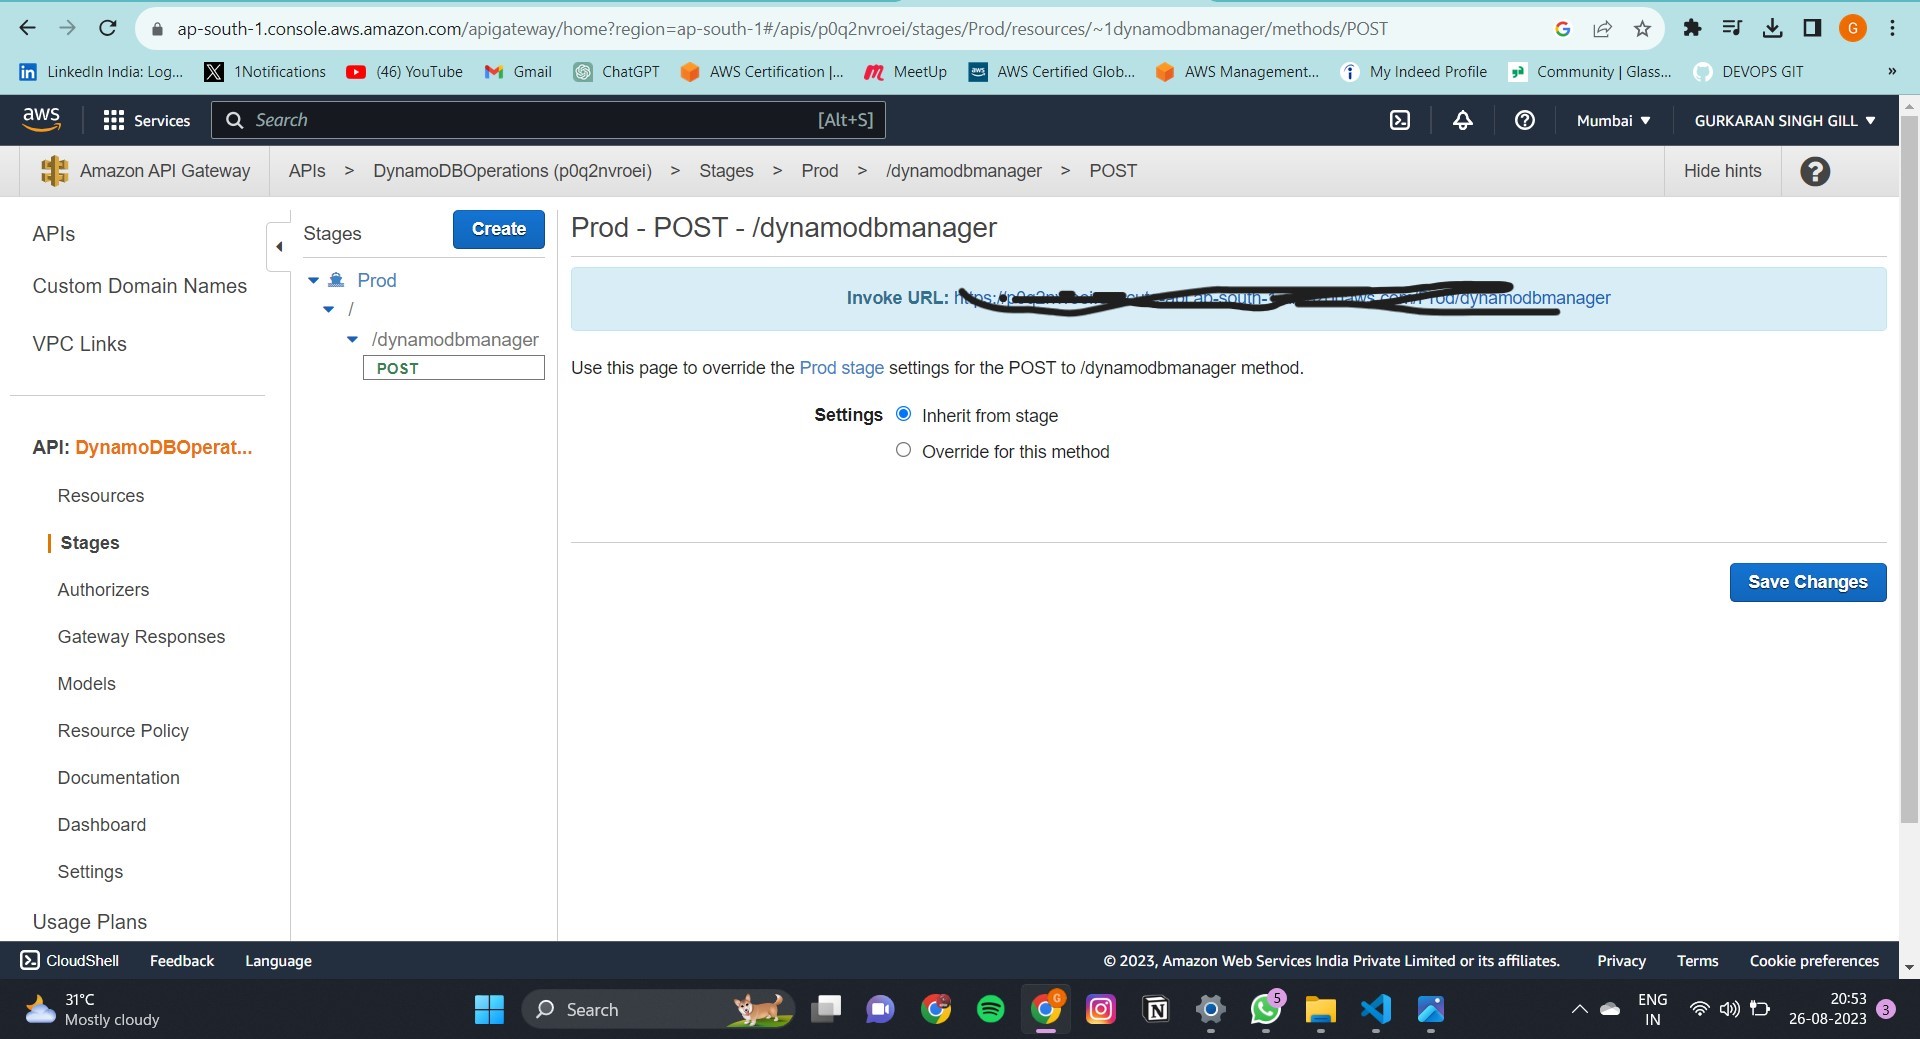 ap-south-1.console.aws.amazon.com/apigateway/home?region=ap-south-1#/apis/p0q2nvroei/stages/Prod/resources/~1dynamodbmanager/methods/POST
G
G
LinkedIn India: Log... 1Notifications (46) YouTube Gmail ChatGPT AWS Certification |... MeetUp AWS Certified Glob... AWS Management... My Indeed Profile Community | Glass... DEVOPS GIT »
aws Services Search [Alt+S] Mumbai GURKARAN SINGH GILL
Amazon API Gateway APIs > DynamoDBOperations (p0q2nvroei) > Stages > Prod > /dynamodbmanager > POST Hide hints
APIs
Custom Domain Names
VPC Links
API: DynamoDBOperat...
Resources
Stages
Authorizers
Gateway Responses
Models
Resource Policy
Documentation
Dashboard
Settings
Usage Plans
Stages Create
Prod
/
/dynamodbmanager
POST
Prod - POST - /dynamodbmanager
Invoke URL: /dynamodbmanager
Use this page to override the Prod stage settings for the POST to /dynamodbmanager method.
Settings Inherit from stage
Override for this method
Save Changes
CloudShell Feedback Language © 2023, Amazon Web Services India Private Limited or its affiliates. Privacy Terms Cookie preferences
31°C
Mostly cloudy
Search
G
5
ENG
IN
20:53
26-08-2023
3